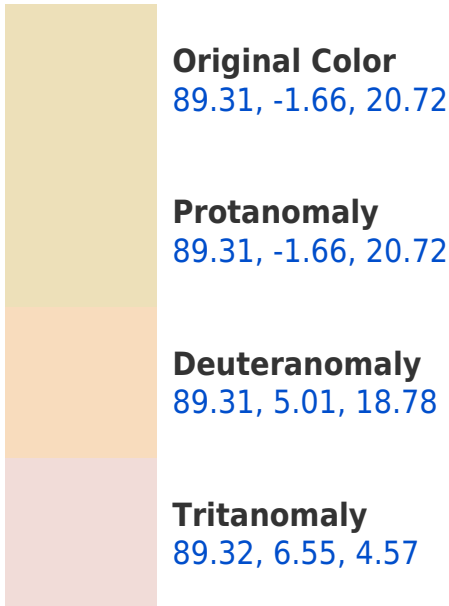 Original Color
89.31, -1.66, 20.72
Protanomaly
89.31, -1.66, 20.72
Deuteranomaly
89.31, 5.01, 18.78
Tritanomaly
89.32, 6.55, 4.57